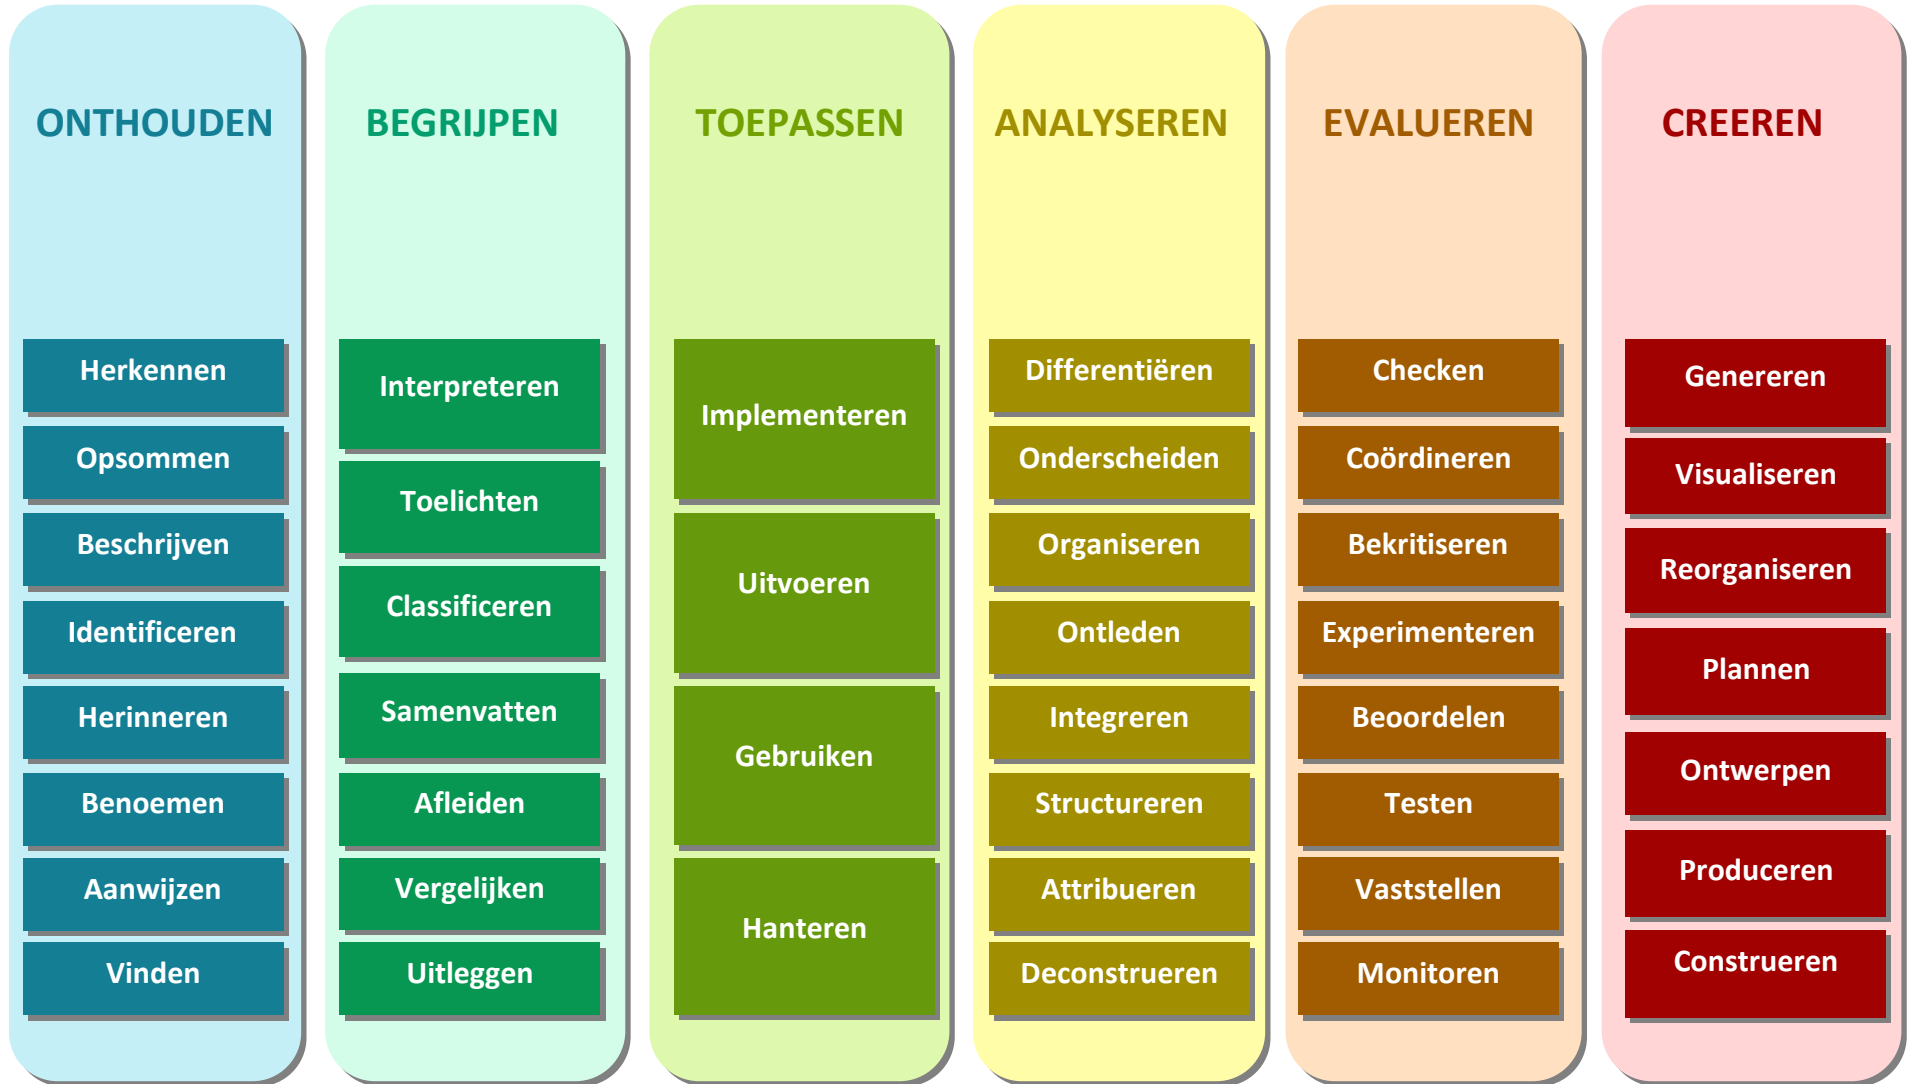 ONTHOUDEN
Herkennen
Opsommen
Beschrijven
Identificeren
Herinneren
Benoemen
Aanwijzen
Vinden
BEGRIJPEN
Interpreteren
Toelichten
Classificeren
Samenvatten
Afleiden
Vergelijken
Uitleggen
TOEPASSEN
Implementeren
Uitvoeren
Gebruiken
Hanteren
ANALYSEREN
Differentiëren
Onderscheiden
Organiseren
Ontleden
Integreren
Structureren
Attribueren
Deconstrueren
EVALUEREN
Checken
Coördineren
Bekritiseren
Experimenteren
Beoordelen
Testen
Vaststellen
Monitoren
CREEREN
Genereren
Visualiseren
Reorganiseren
Plannen
Ontwerpen
Produceren
Construeren